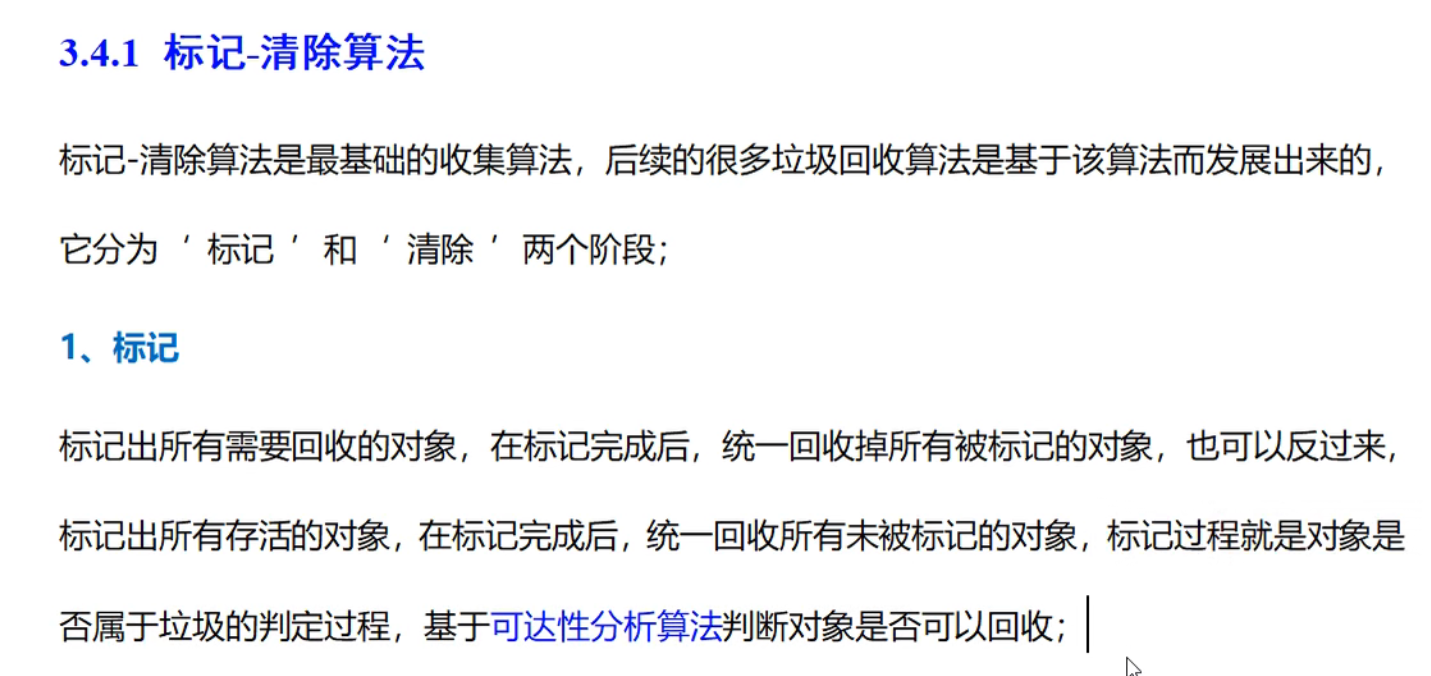 3.4.1 标记-清除算法
标记-清除算法是最基础的收集算法，后续的很多垃圾回收算法是基于该算法而发展出来的，
它分为 ‘ 标记 ’ 和 ‘ 清除 ’ 两个阶段；
1、标记
标记出所有需要回收的对象，在标记完成后，统一回收掉所有被标记的对象，也可以反过来，
标记出所有存活的对象，在标记完成后，统一回收所有未被标记的对象，标记过程就是对象是
否属于垃圾的判定过程，基于可达性分析算法判断对象是否可以回收；